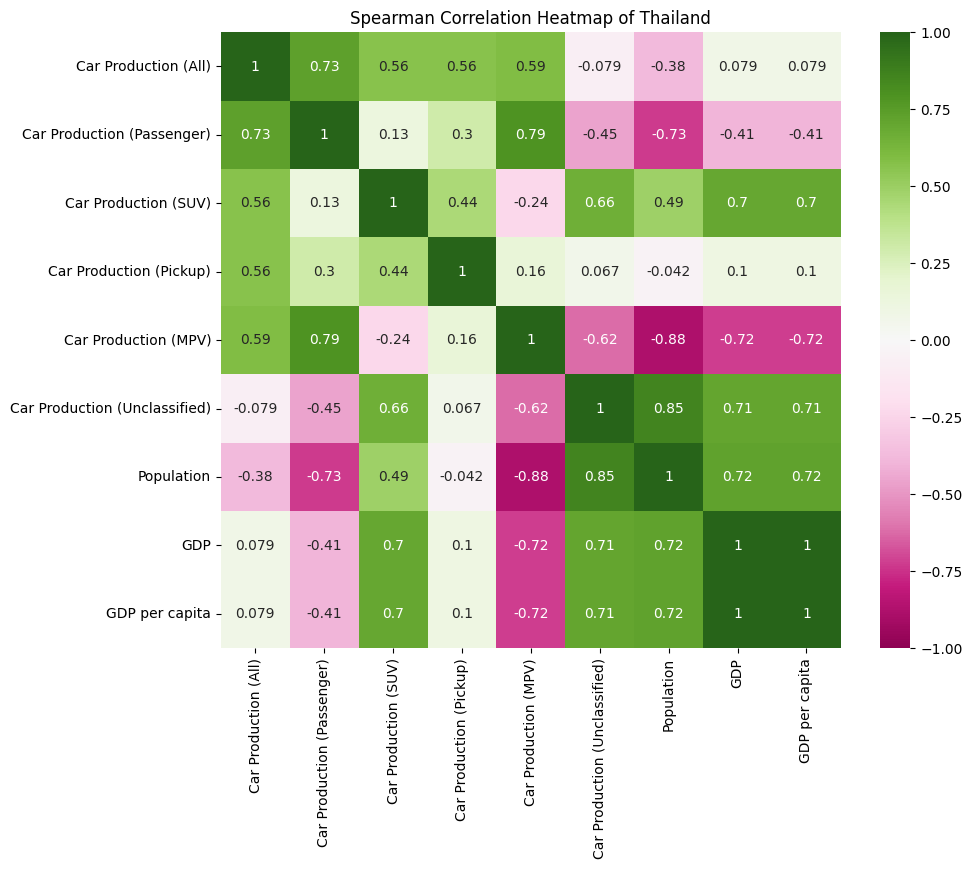 Spearman Correlation Heatmap of Thailand
Car Production (All) 1 0.73 0.56 0.56 0.59 -0.079 -0.38 0.079 0.079
Car Production (Passenger) 0.73 1 0.13 0.3 0.79 -0.45 -0.73 -0.41 -0.41
Car Production (SUV) 0.56 0.13 1 0.44 -0.24 0.66 0.49 0.7 0.7
Car Production (Pickup) 0.56 0.3 0.44 1 0.16 0.067 -0.042 0.1 0.1
Car Production (MPV) 0.59 0.79 -0.24 0.16 1 -0.62 -0.88 -0.72 -0.72
Car Production (Unclassified) -0.079 -0.45 0.66 0.067 -0.62 1 0.85 0.71 0.71
Population -0.38 -0.73 0.49 -0.042 -0.88 0.85 1 0.72 0.72
GDP 0.079 -0.41 0.7 0.1 -0.72 0.71 0.72 1 1
GDP per capita 0.079 -0.41 0.7 0.1 -0.72 0.71 0.72 1 1
Car Production (All)
Car Production (Passenger)
Car Production (SUV)
Car Production (Pickup)
Car Production (MPV)
Car Production (Unclassified)
Population
GDP
GDP per capita
1.00
0.75
0.50
0.25
0.00
−0.25
−0.50
−0.75
−1.00